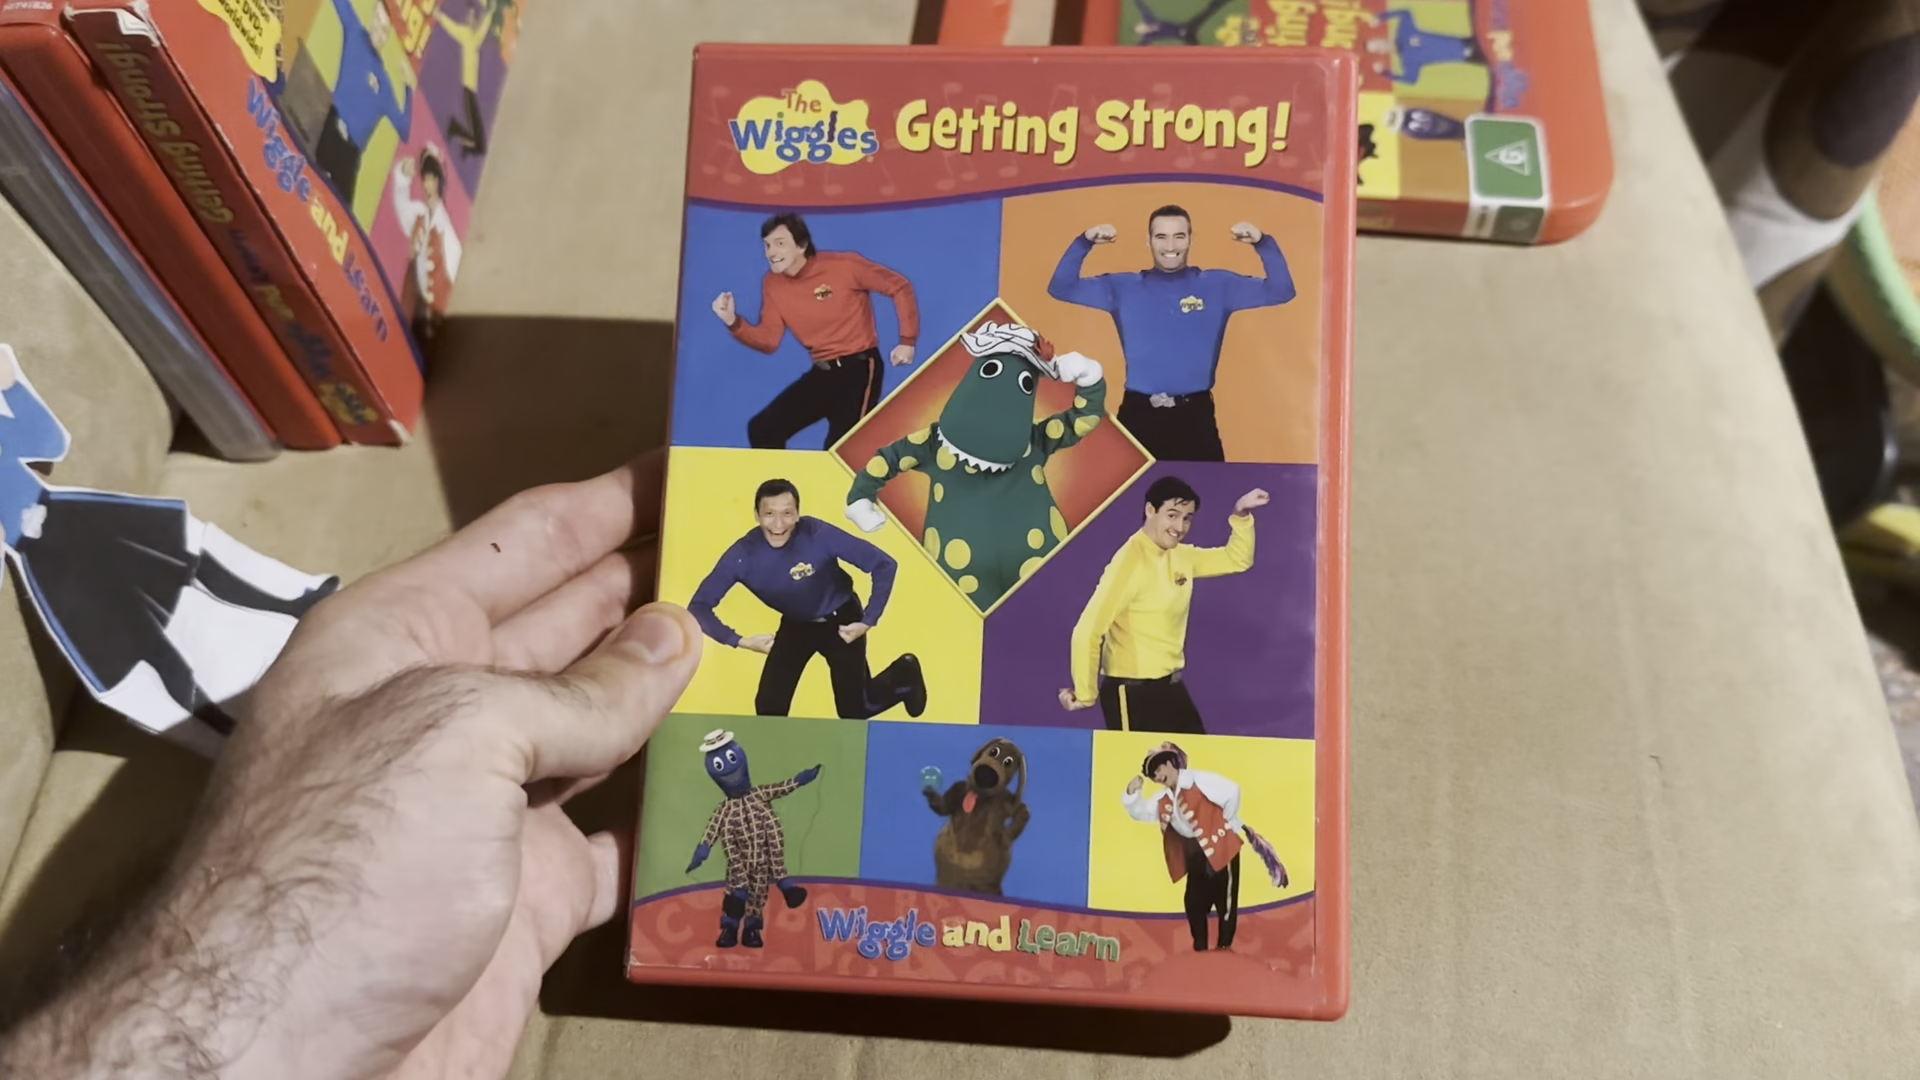 The
Wiggles
Getting Strong!
Wiggle and Learn
Getting Strong!
Wiggle and Learn
G